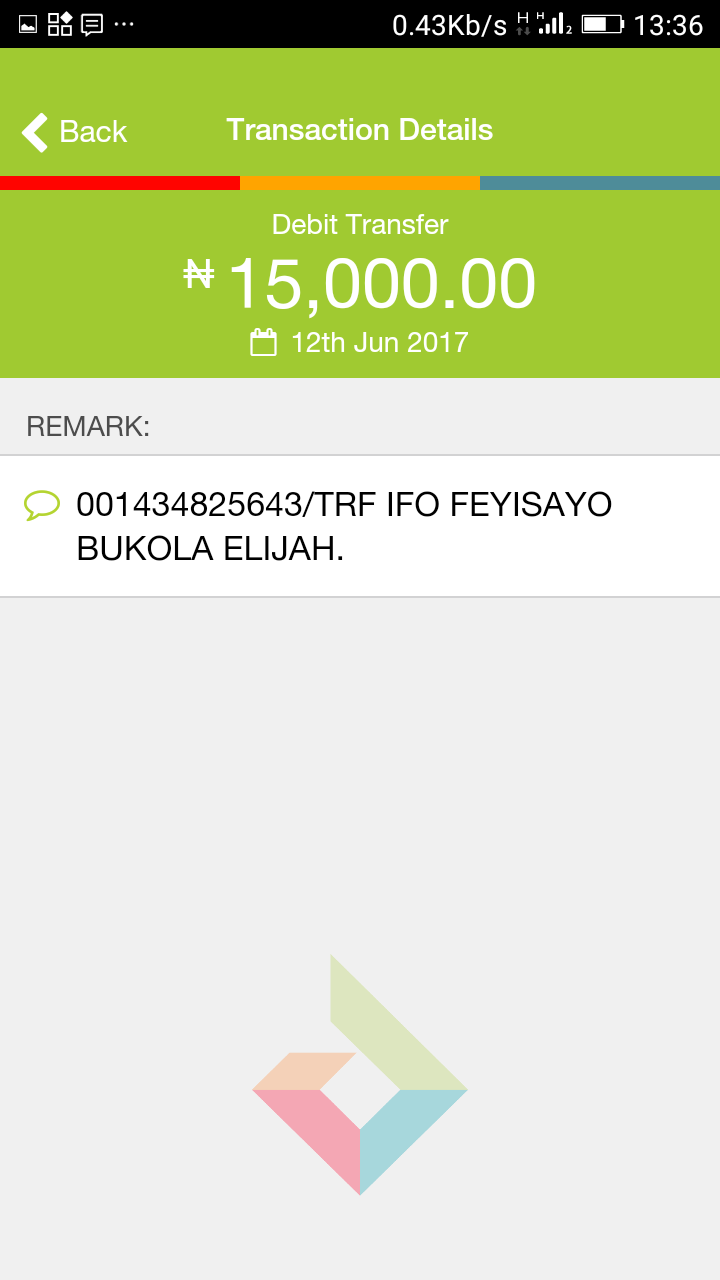 0.43Kb/s H H 2 13:36
Back Transaction Details
Debit Transfer
₦ 15,000.00
12th Jun 2017
REMARK:
001434825643/TRF IFO FEYISAYO
BUKOLA ELIJAH.